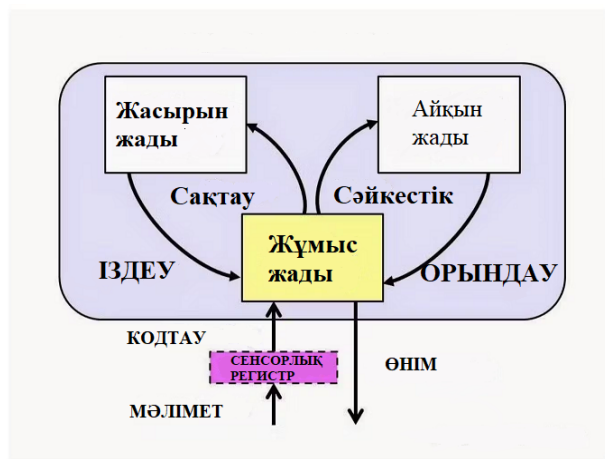 Жасырын
жады
Айқын
жады
Сақтау
Сәйкестік
Жұмыс
жады
ІЗДЕУ
ОРЫНДАУ
КОДТАУ
СЕНСОРЛЫҚ
РЕГИСТР
ӨНІМ
МӘЛІМЕТ